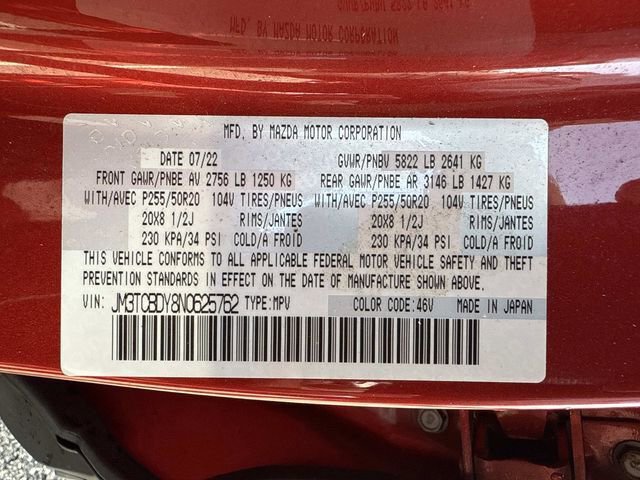 MFD. BY MAZDA MOTOR CORPORATION
DATE 07/22 GVWR/PNBV 5822 LB 2641 KG
FRONT GAWR/PNBE AV 2756 LB 1250 KG REAR GAWR/PNBE AR 3146 LB 1427 KG
WITH/AVEC P255/50R20 104V TIRES/PNEUS WITH/AVEC P255/50R20 104V TIRES/PNEUS
20X8 1/2J RIMS/JANTES 20X8 1/2J RIMS/JANTES
230 KPA/34 PSI COLD/A FROID 230 KPA/34 PSI COLD/A FROID
THIS VEHICLE CONFORMS TO ALL APPLICABLE FEDERAL MOTOR VEHICLE SAFETY AND THEFT
PREVENTION STANDARDS IN EFFECT ON THE DATE OF MANUFACTURE SHOWN ABOVE.
VIN: JM3TCBDY8N0625762 TYPE:MPV COLOR CODE:46V MADE IN JAPAN